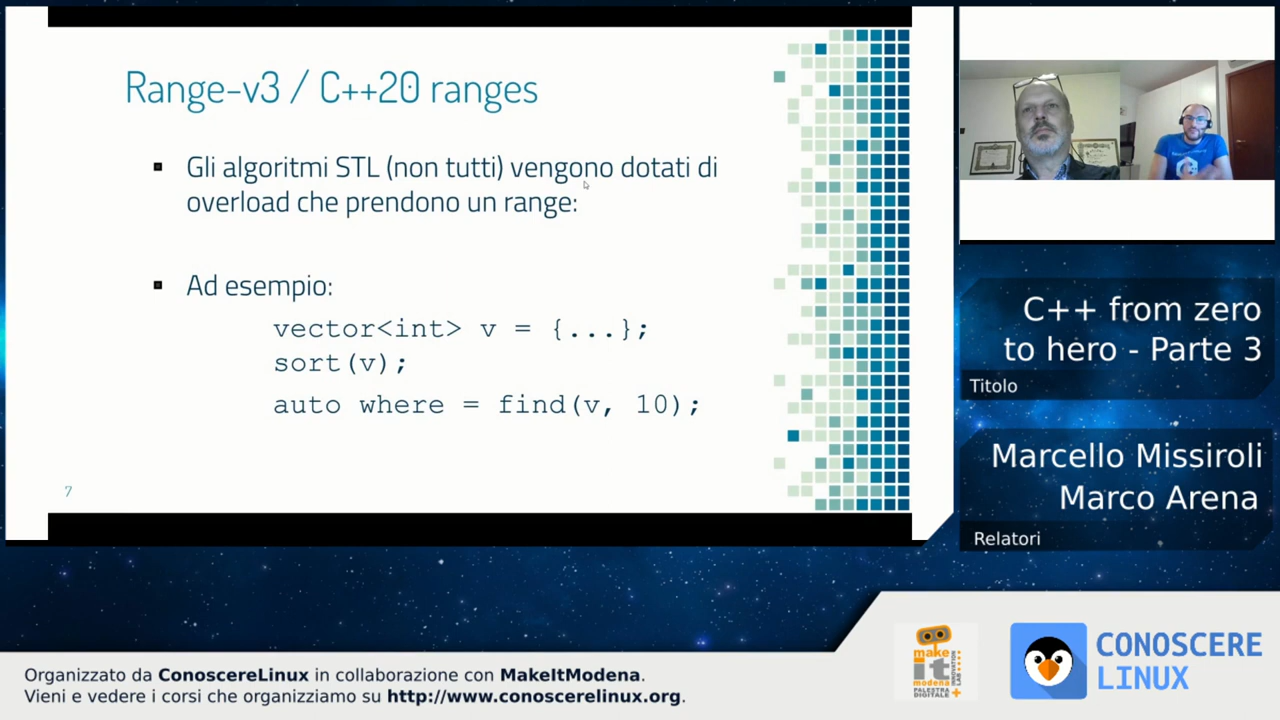 Range-v3 / C++20 ranges
Gli algoritmi STL (non tutti) vengono dotati di
overload che prendono un range:
Ad esempio:
vector<int> v = {...};
sort(v);
auto where = find(v, 10);
7
C++ from zero
to hero - Parte 3
Titolo
Marcello Missiroli
Marco Arena
Relatori
Organizzato da ConoscereLinux in collaborazione con MakeItModena.
Vieni e vedere i corsi che organizziamo su http://www.conoscerelinux.org.
make
it
modena
PALESTRA
DIGITALE
INNOVATION
LAB
CONOSCERE
LINUX